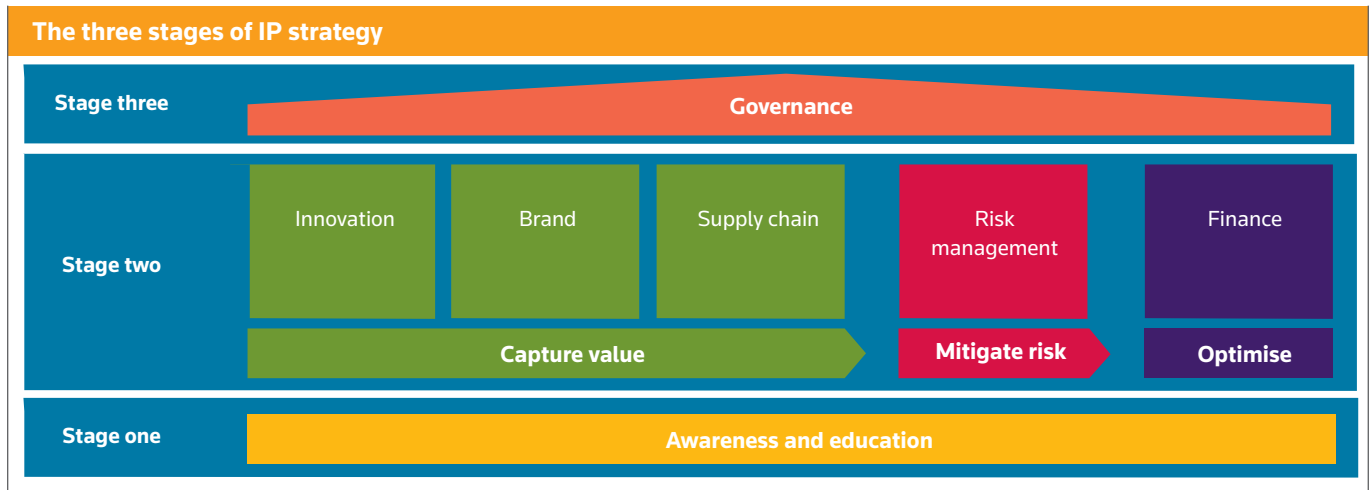 The three stages of IP strategy
Stage three
Governance
Stage two
Innovation
Brand
Supply chain
Risk
management
Finance
Capture value
Mitigate risk
Optimise
Stage one
Awareness and education